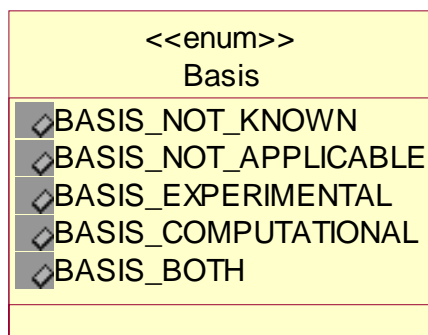 <<enum>>
Basis
BASIS_NOT_KNOWN
BASIS_NOT_APPLICABLE
BASIS_EXPERIMENTAL
BASIS_COMPUTATIONAL
BASIS_BOTH